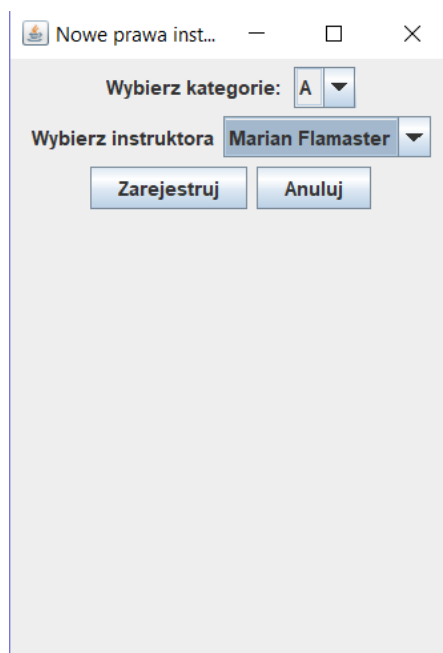 Nowe prawa inst...
Wybierz kategorie: A
Wybierz instruktora Marian Flamaster
Zarejestruj Anuluj